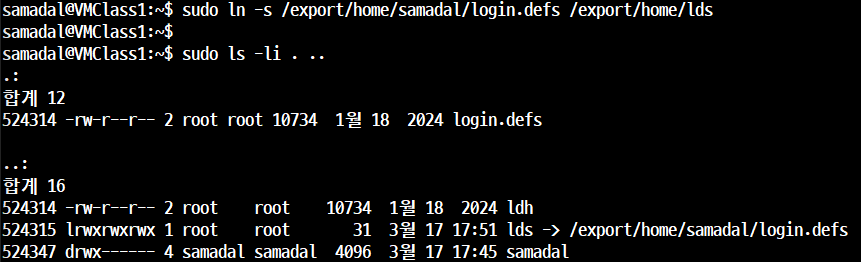 samadal@VMClass1:~$ sudo ln -s /export/home/samadal/login.defs /export/home/lds
samadal@VMClass1:~$
samadal@VMClass1:~$ sudo ls -li . ..
.:
합계 12
524314 -rw-r--r-- 2 root root 10734  1월 18  2024 login.defs

..:
합계 16
524314 -rw-r--r-- 2 root    root    10734  1월 18  2024 ldh
524315 lrwxrwxrwx 1 root    root       31  3월 17 17:51 lds -> /export/home/samadal/login.defs
524347 drwx------ 4 samadal samadal  4096  3월 17 17:45 samadal